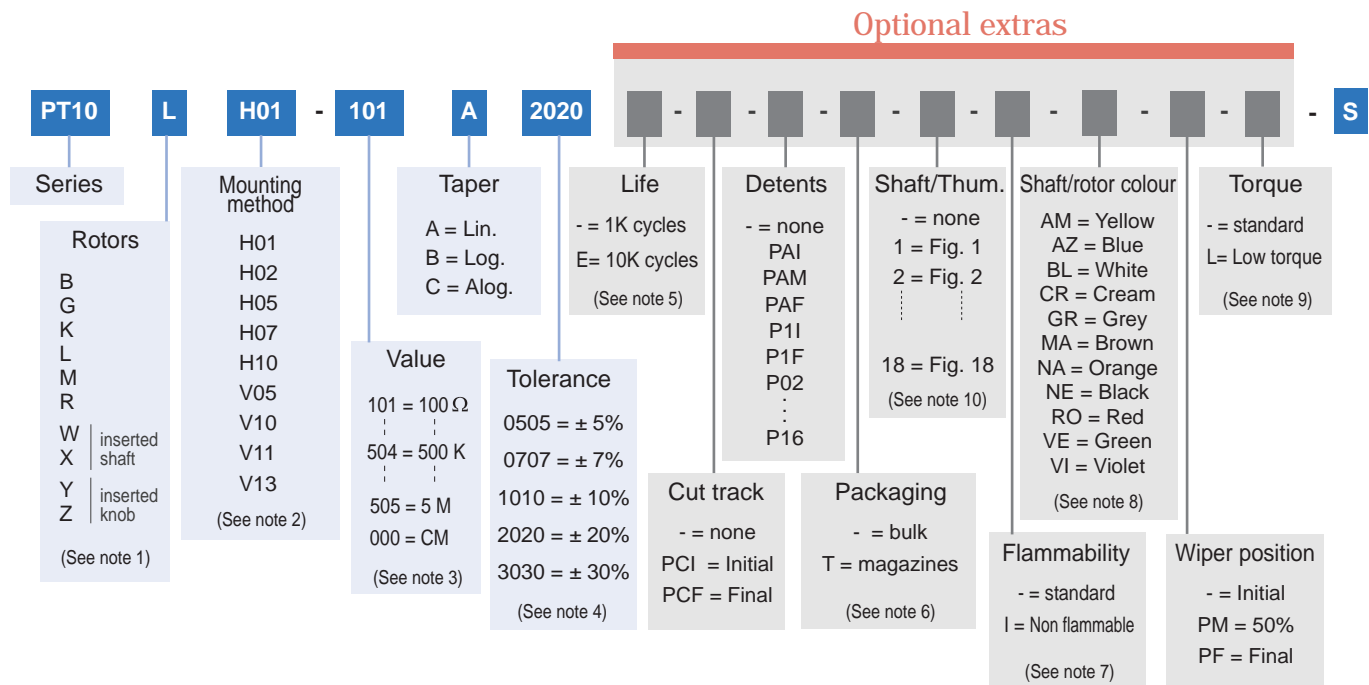 Optional extras
PT10 L H01 - 101 A 2020 - - - - - - - - - S
Series
Rotors
B
G
K
L
M
R
W
X
inserted
shaft
Y
Z
inserted
knob
(See note 1)
Mounting
method
H01
H02
H05
H07
H10
V05
V10
V11
V13
(See note 2)
Value
101 = 100 Ω
504 = 500 K
505 = 5 M
000 = CM
(See note 3)
Taper
A = Lin.
B = Log.
C = Alog.
Tolerance
0505 = ± 5%
0707 = ± 7%
1010 = ± 10%
2020 = ± 20%
3030 = ± 30%
(See note 4)
Life
- = 1K cycles
E= 10K cycles
(See note 5)
Cut track
- = none
PCI = Initial
PCF = Final
Detents
- = none
PAI
PAM
PAF
P1I
P1F
P02
:
:
P16
Packaging
- = bulk
T = magazines
(See note 6)
Shaft/Thum.
- = none
1 = Fig. 1
2 = Fig. 2
18 = Fig. 18
(See note 10)
Flammability
- = standard
I = Non flammable
(See note 7)
Shaft/rotor colour
AM = Yellow
AZ = Blue
BL = White
CR = Cream
GR = Grey
MA = Brown
NA = Orange
NE = Black
RO = Red
VE = Green
VI = Violet
(See note 8)
Wiper position
- = Initial
PM = 50%
PF = Final
Torque
- = standard
L= Low torque
(See note 9)